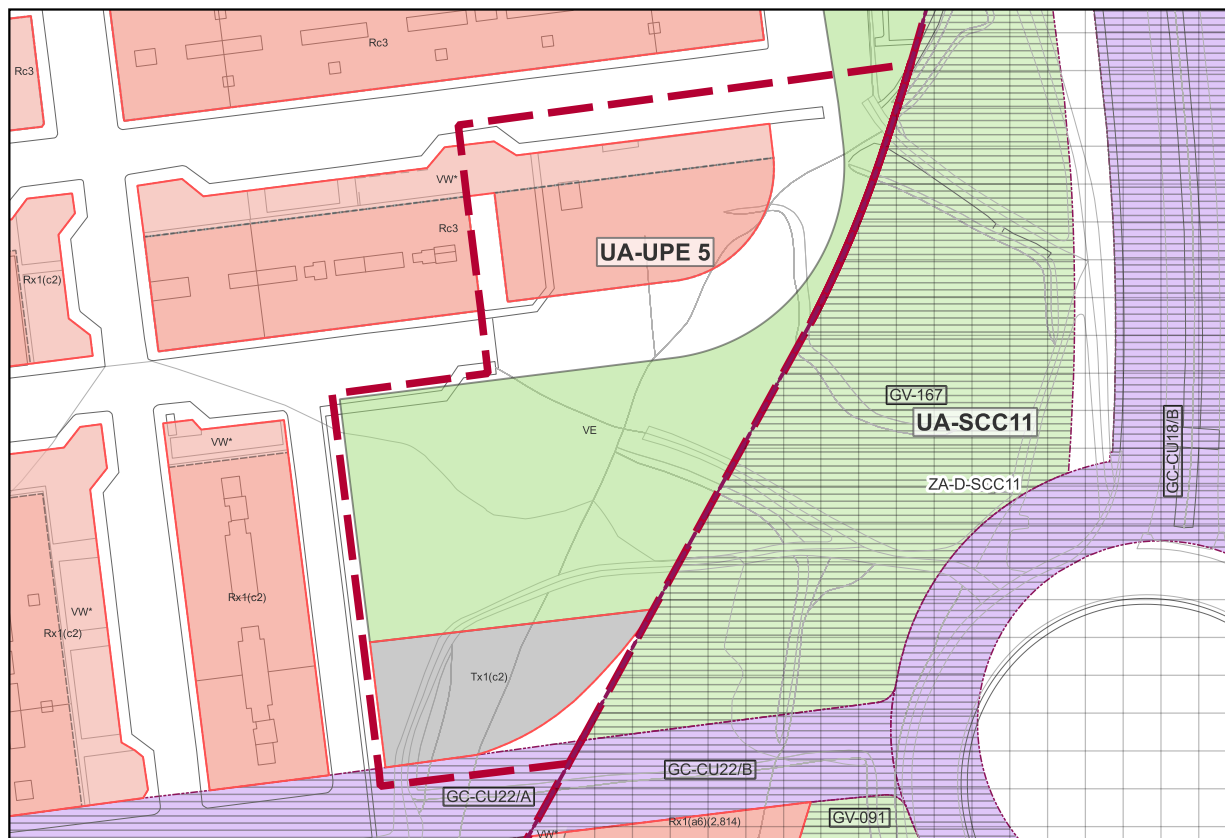 Rc3
Rc3
VW*
Rc3
UA-UPE 5
Rx1(c2)
GV-167
UA-SCC11
VE
VW*
GC-CU18/B
ZA-D-SCC11
Rx1(c2)
VW*
Rx1(c2)
Tx1(c2)
GC-CU22/B
GC-CU22/A
GV-091
Rx1(a6)(2,814)
VW*